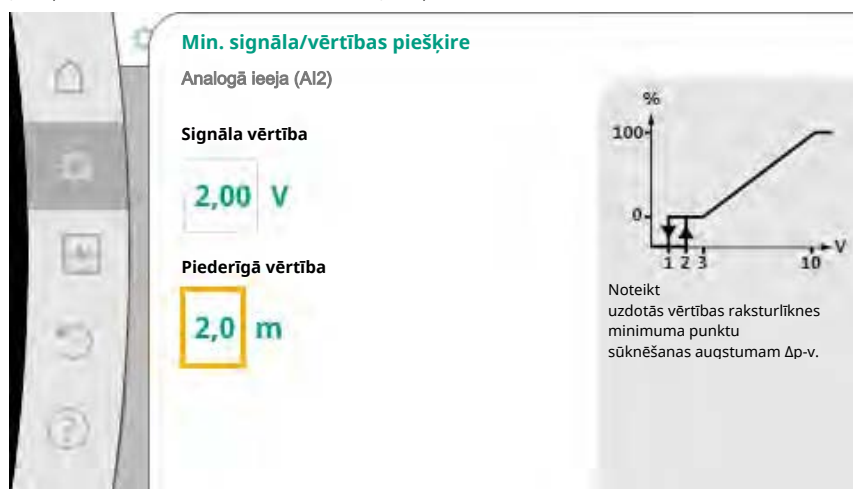 Min. signāla/vērtības piešķire
Analogā ieeja (AI2)
Signāla vērtība
2,00 V
Piederīgā vērtība
2,0 m
%
100
0
1 2 3 10 V
Noteikt
uzdotās vērtības raksturlīknes
minimuma punktu
sūknēšanas augstumam Δp-v.
?